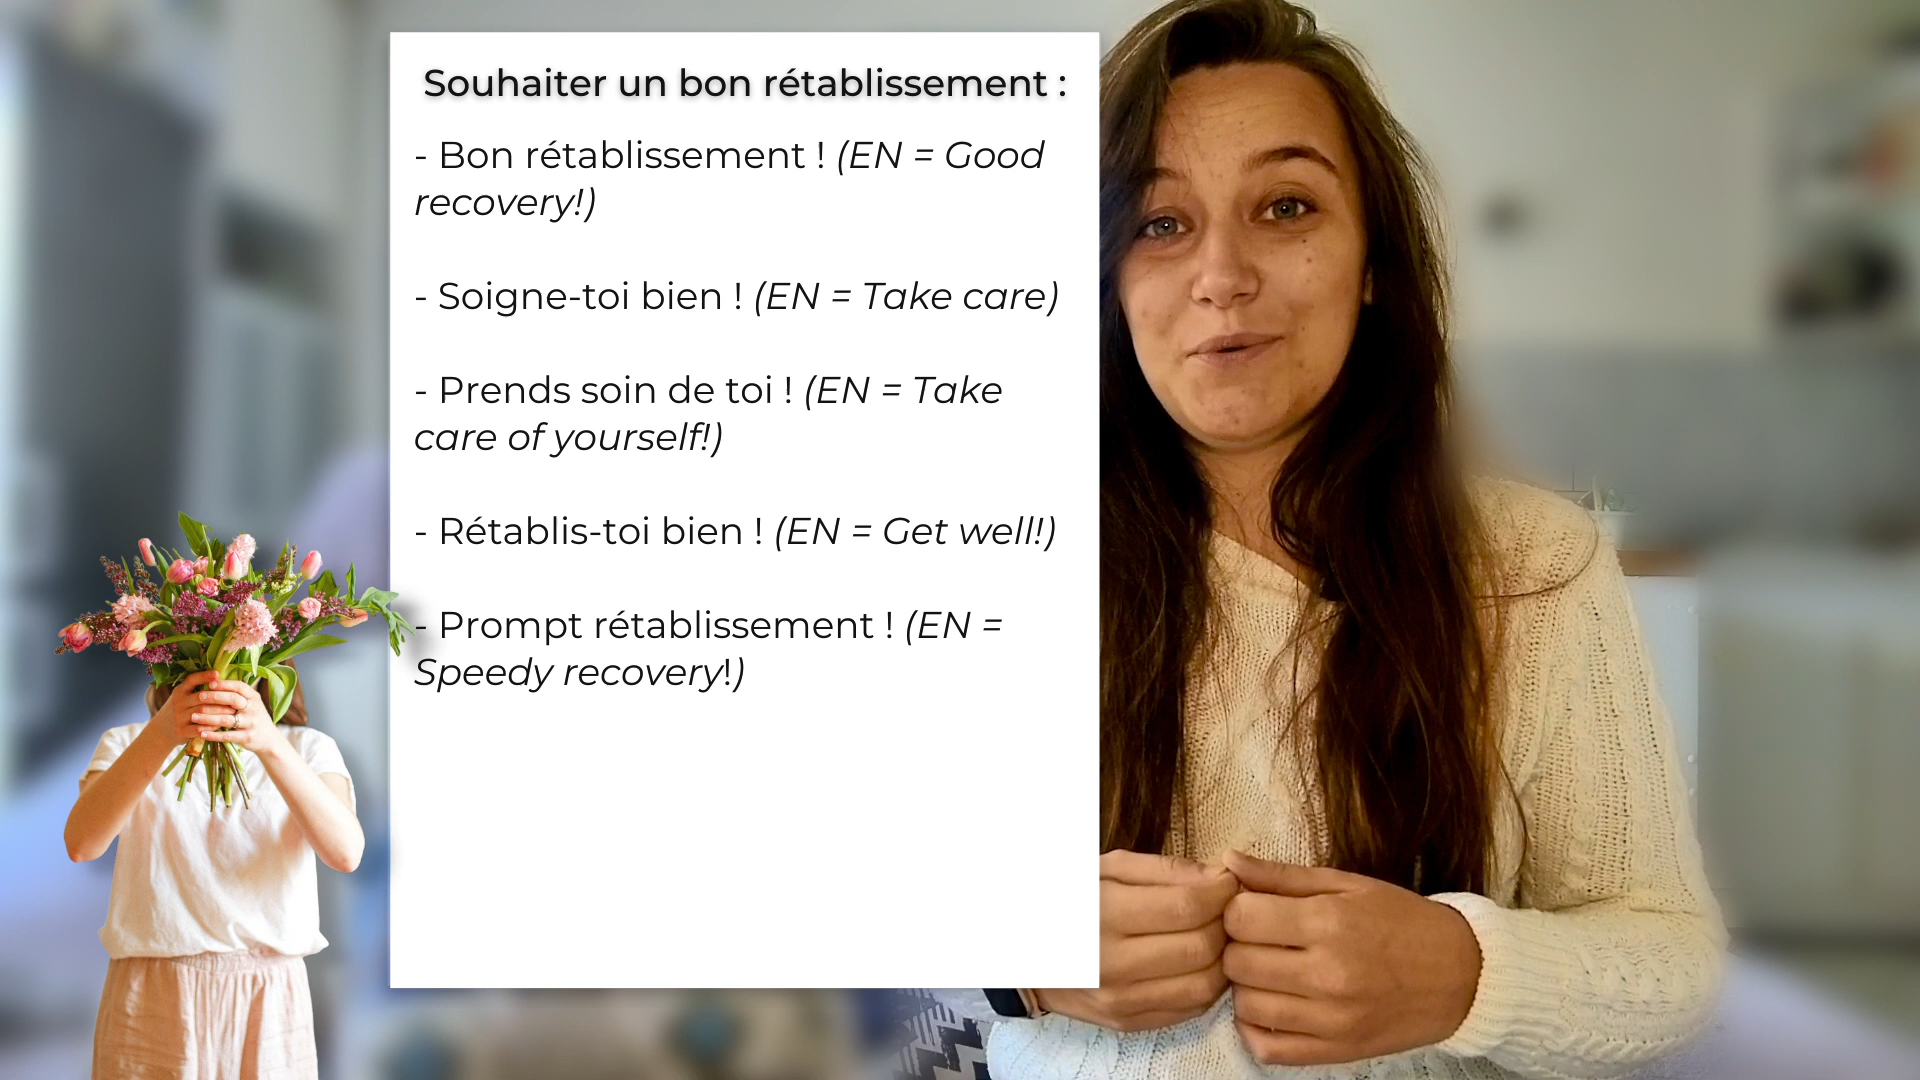 Souhaiter un bon rétablissement :
- Bon rétablissement ! (EN = Good
recovery!)
- Soigne-toi bien ! (EN = Take care)
- Prends soin de toi ! (EN = Take
care of yourself!)
- Rétablis-toi bien ! (EN = Get well!)
- Prompt rétablissement ! (EN =
Speedy recovery!)